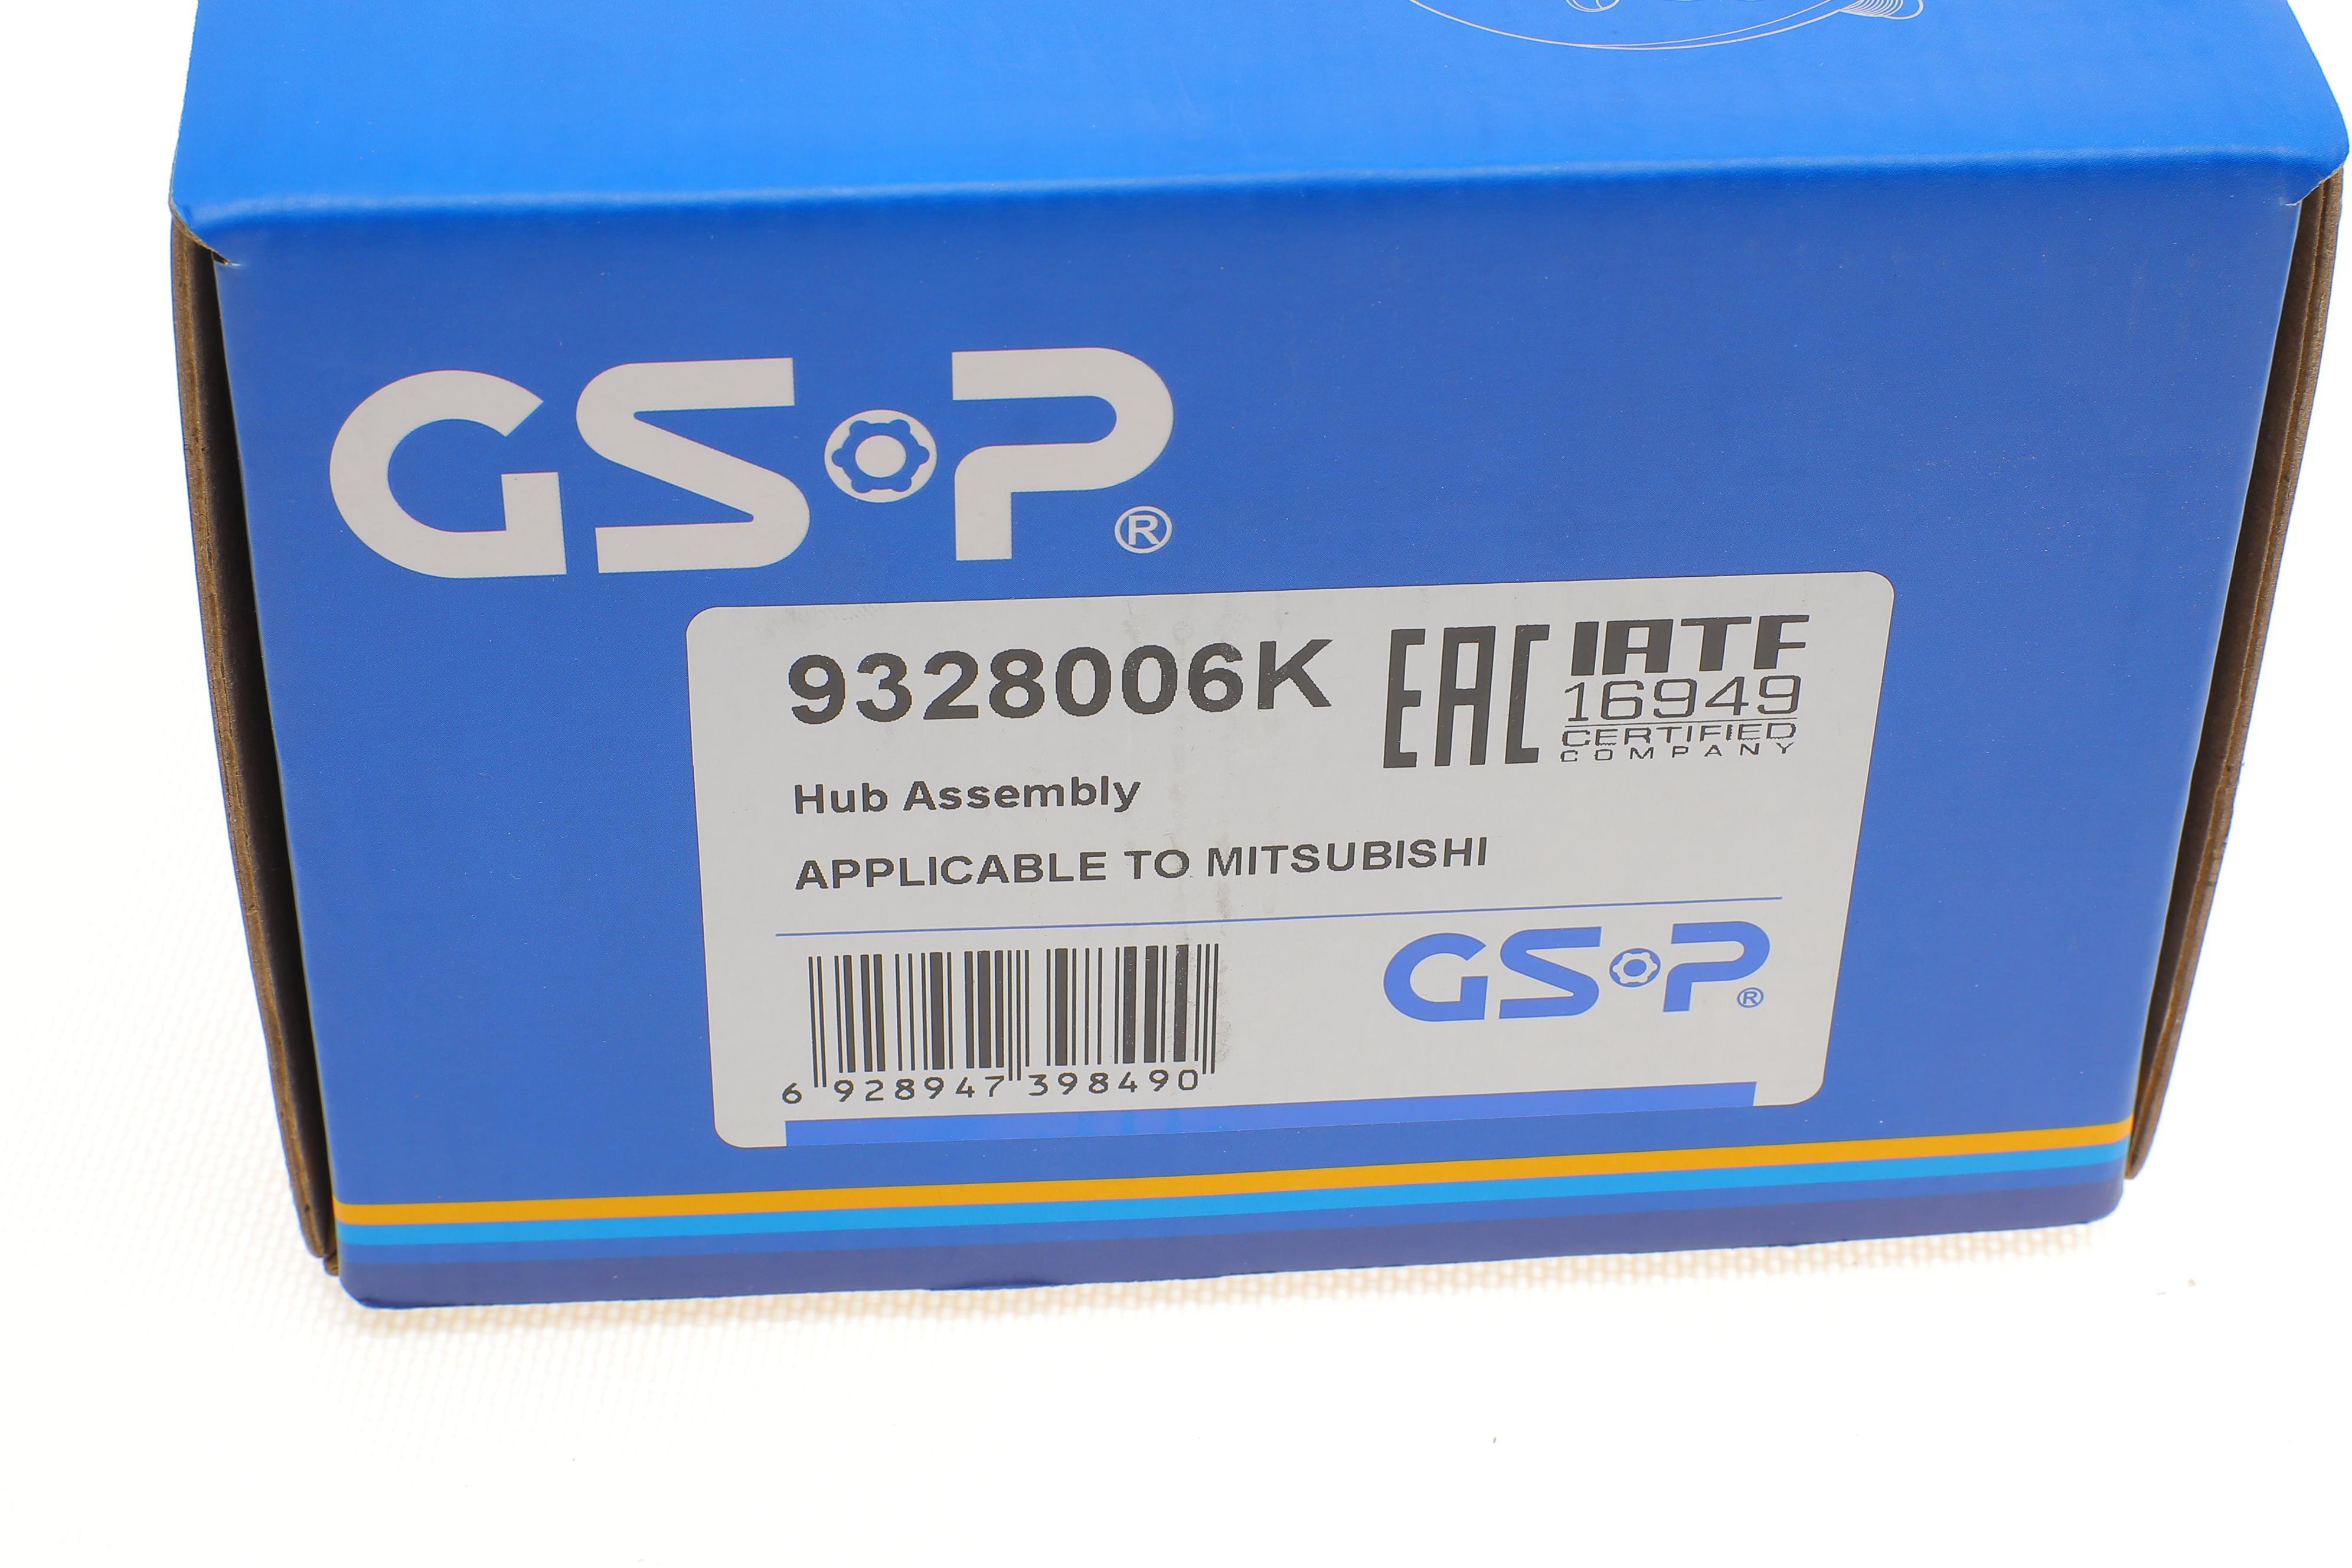 GSP®
9328006K
EAC
IATF
16949
CERTIFIED
COMPANY
Hub Assembly
APPLICABLE TO MITSUBISHI
GSP®
6 928947 398490